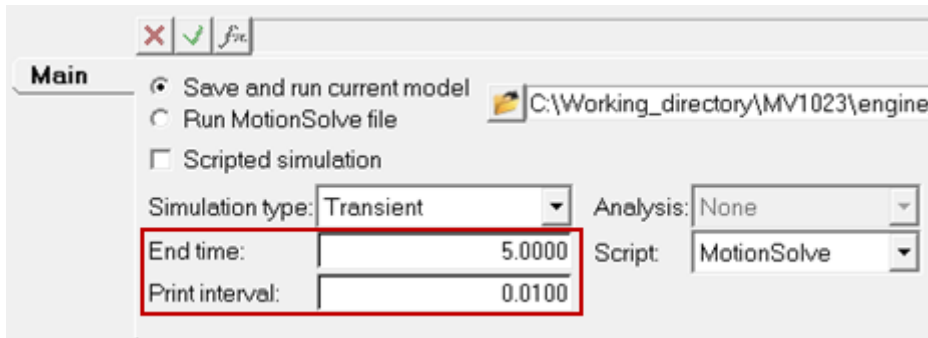 Main
Save and run current model
C:\Working_directory\MV1023\engine
Run MotionSolve file
Scripted simulation
Simulation type: Transient Analysis: None
End time: 5.0000 Script: MotionSolve
Print interval: 0.0100